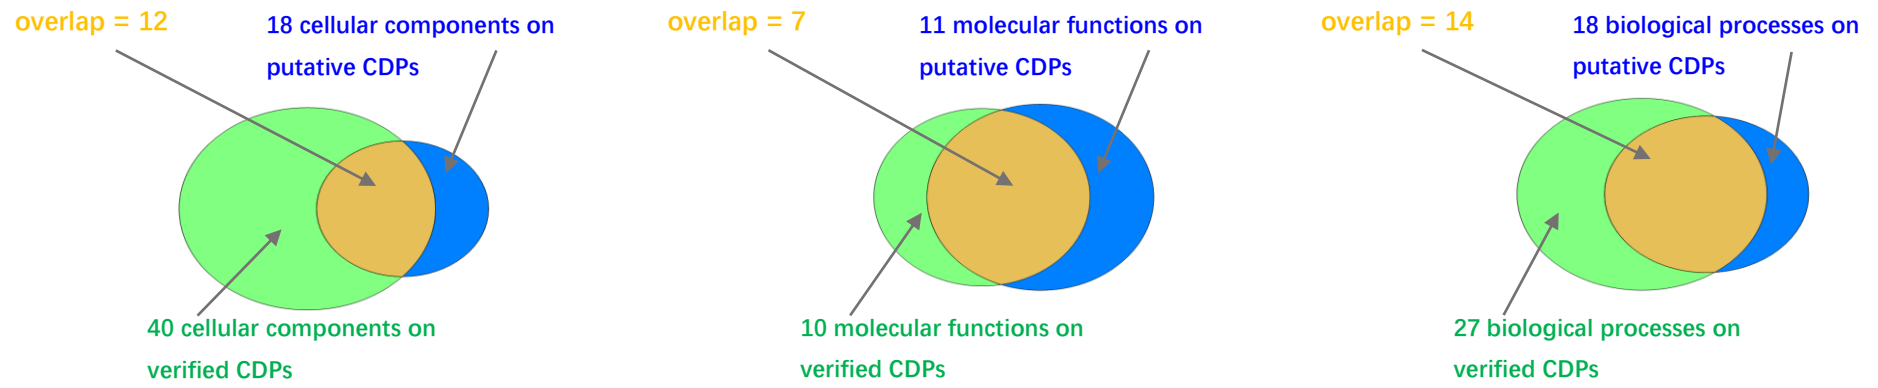 overlap = 12
18 cellular components on
putative CDPs
40 cellular components on
verified CDPs
overlap = 7
11 molecular functions on
putative CDPs
10 molecular functions on
verified CDPs
overlap = 14
18 biological processes on
putative CDPs
27 biological processes on
verified CDPs